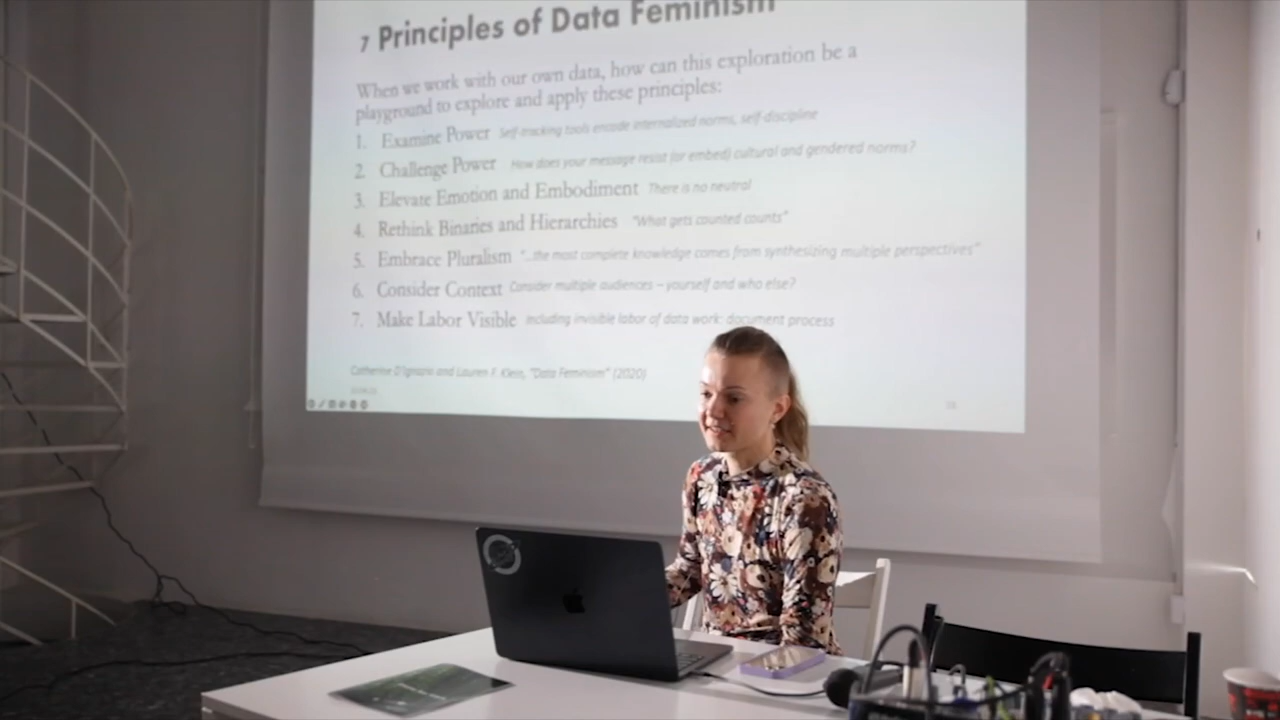 7 Principles of Data Feminism
When we work with our own data, how can this exploration be a
playground to explore and apply these principles:
1. Examine Power Self-tracking tools encode internalized norms, self-discipline
2. Challenge Power How does your message resist (or embed) cultural and gendered norms?
3. Elevate Emotion and Embodiment There is no neutral
4. Rethink Binaries and Hierarchies "What gets counted counts"
5. Embrace Pluralism "...the most complete knowledge comes from synthesizing multiple perspectives"
6. Consider Context Consider multiple audiences – yourself and who else?
7. Make Labor Visible including invisible labor of data work: document process
Catherine D'Ignazio and Lauren F. Klein, "Data Feminism" (2020)